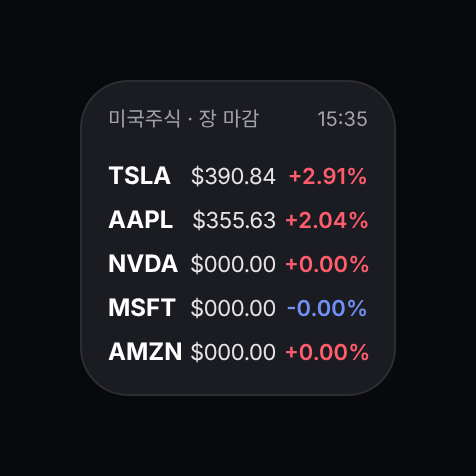 미국주식 · 장 마감 15:35
TSLA $390.84 +2.91%
AAPL $355.63 +2.04%
NVDA $000.00 +0.00%
MSFT $000.00 -0.00%
AMZN $000.00 +0.00%